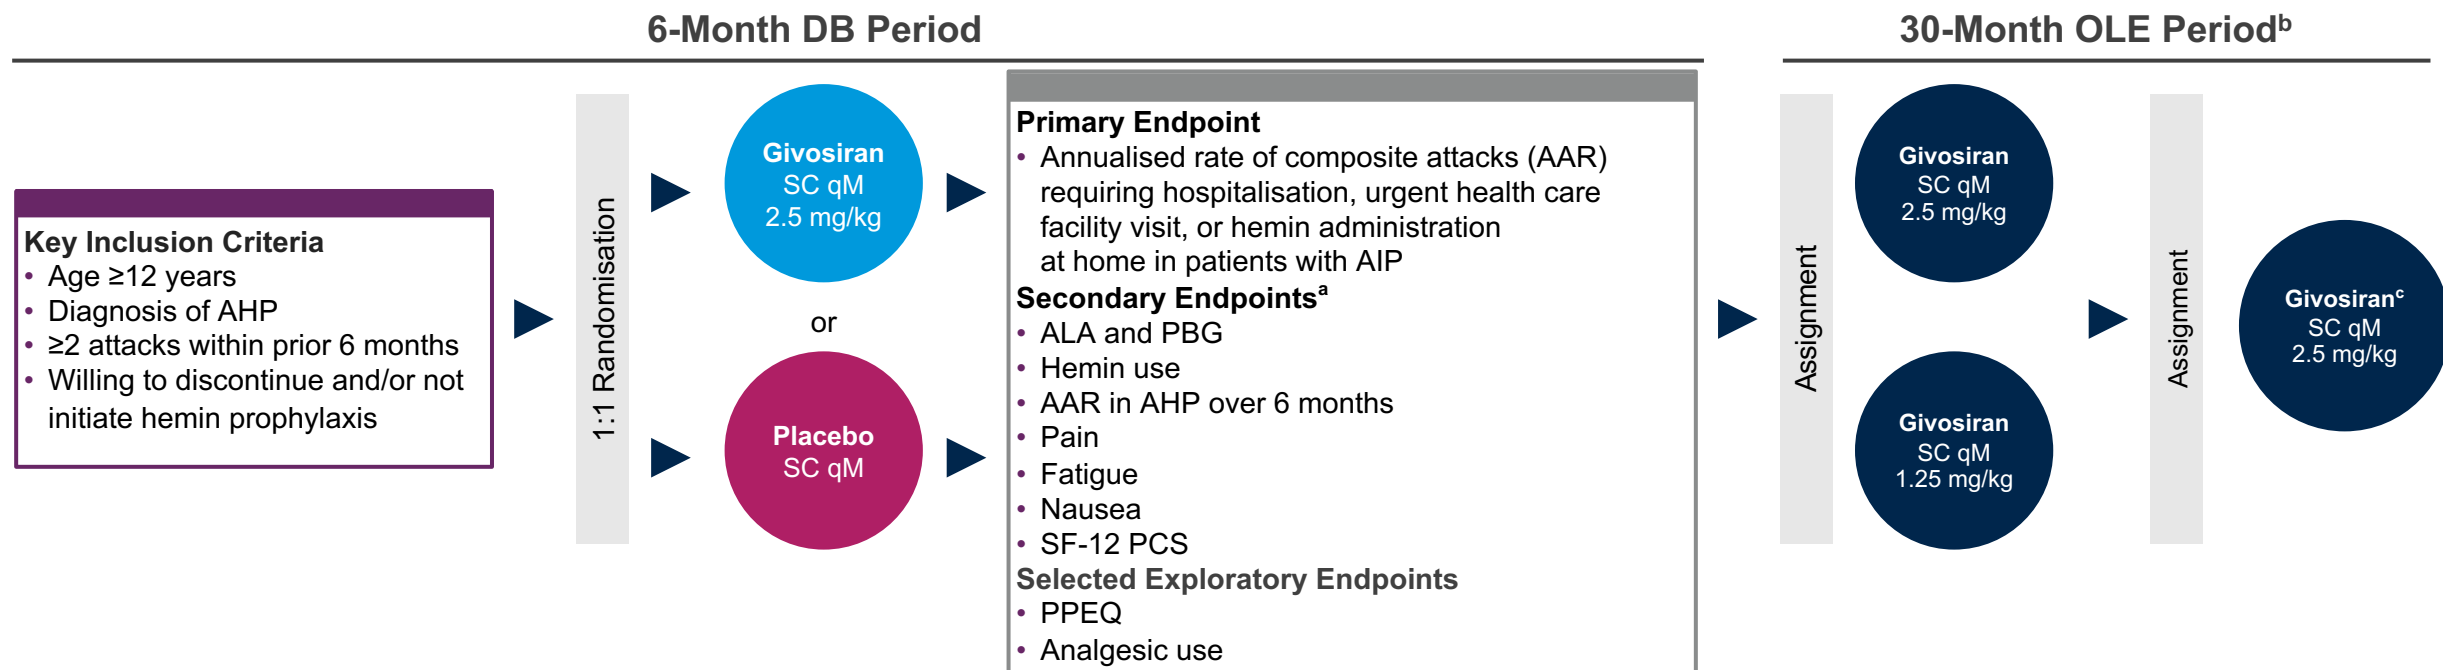 6-Month DB Period
30-Month OLE Periodᵇ
Key Inclusion Criteria
• Age ≥12 years
• Diagnosis of AHP
• ≥2 attacks within prior 6 months
• Willing to discontinue and/or not
initiate hemin prophylaxis
1:1 Randomisation
Givosiran
SC qM
2.5 mg/kg
or
Placebo
SC qM
Primary Endpoint
• Annualised rate of composite attacks (AAR)
requiring hospitalisation, urgent health care
facility visit, or hemin administration
at home in patients with AIP
Secondary Endpointsᵃ
• ALA and PBG
• Hemin use
• AAR in AHP over 6 months
• Pain
• Fatigue
• Nausea
• SF-12 PCS
Selected Exploratory Endpoints
• PPEQ
• Analgesic use
Assignment
Givosiran
SC qM
2.5 mg/kg
Givosiran
SC qM
1.25 mg/kg
Assignment
Givosiranᶜ
SC qM
2.5 mg/kg